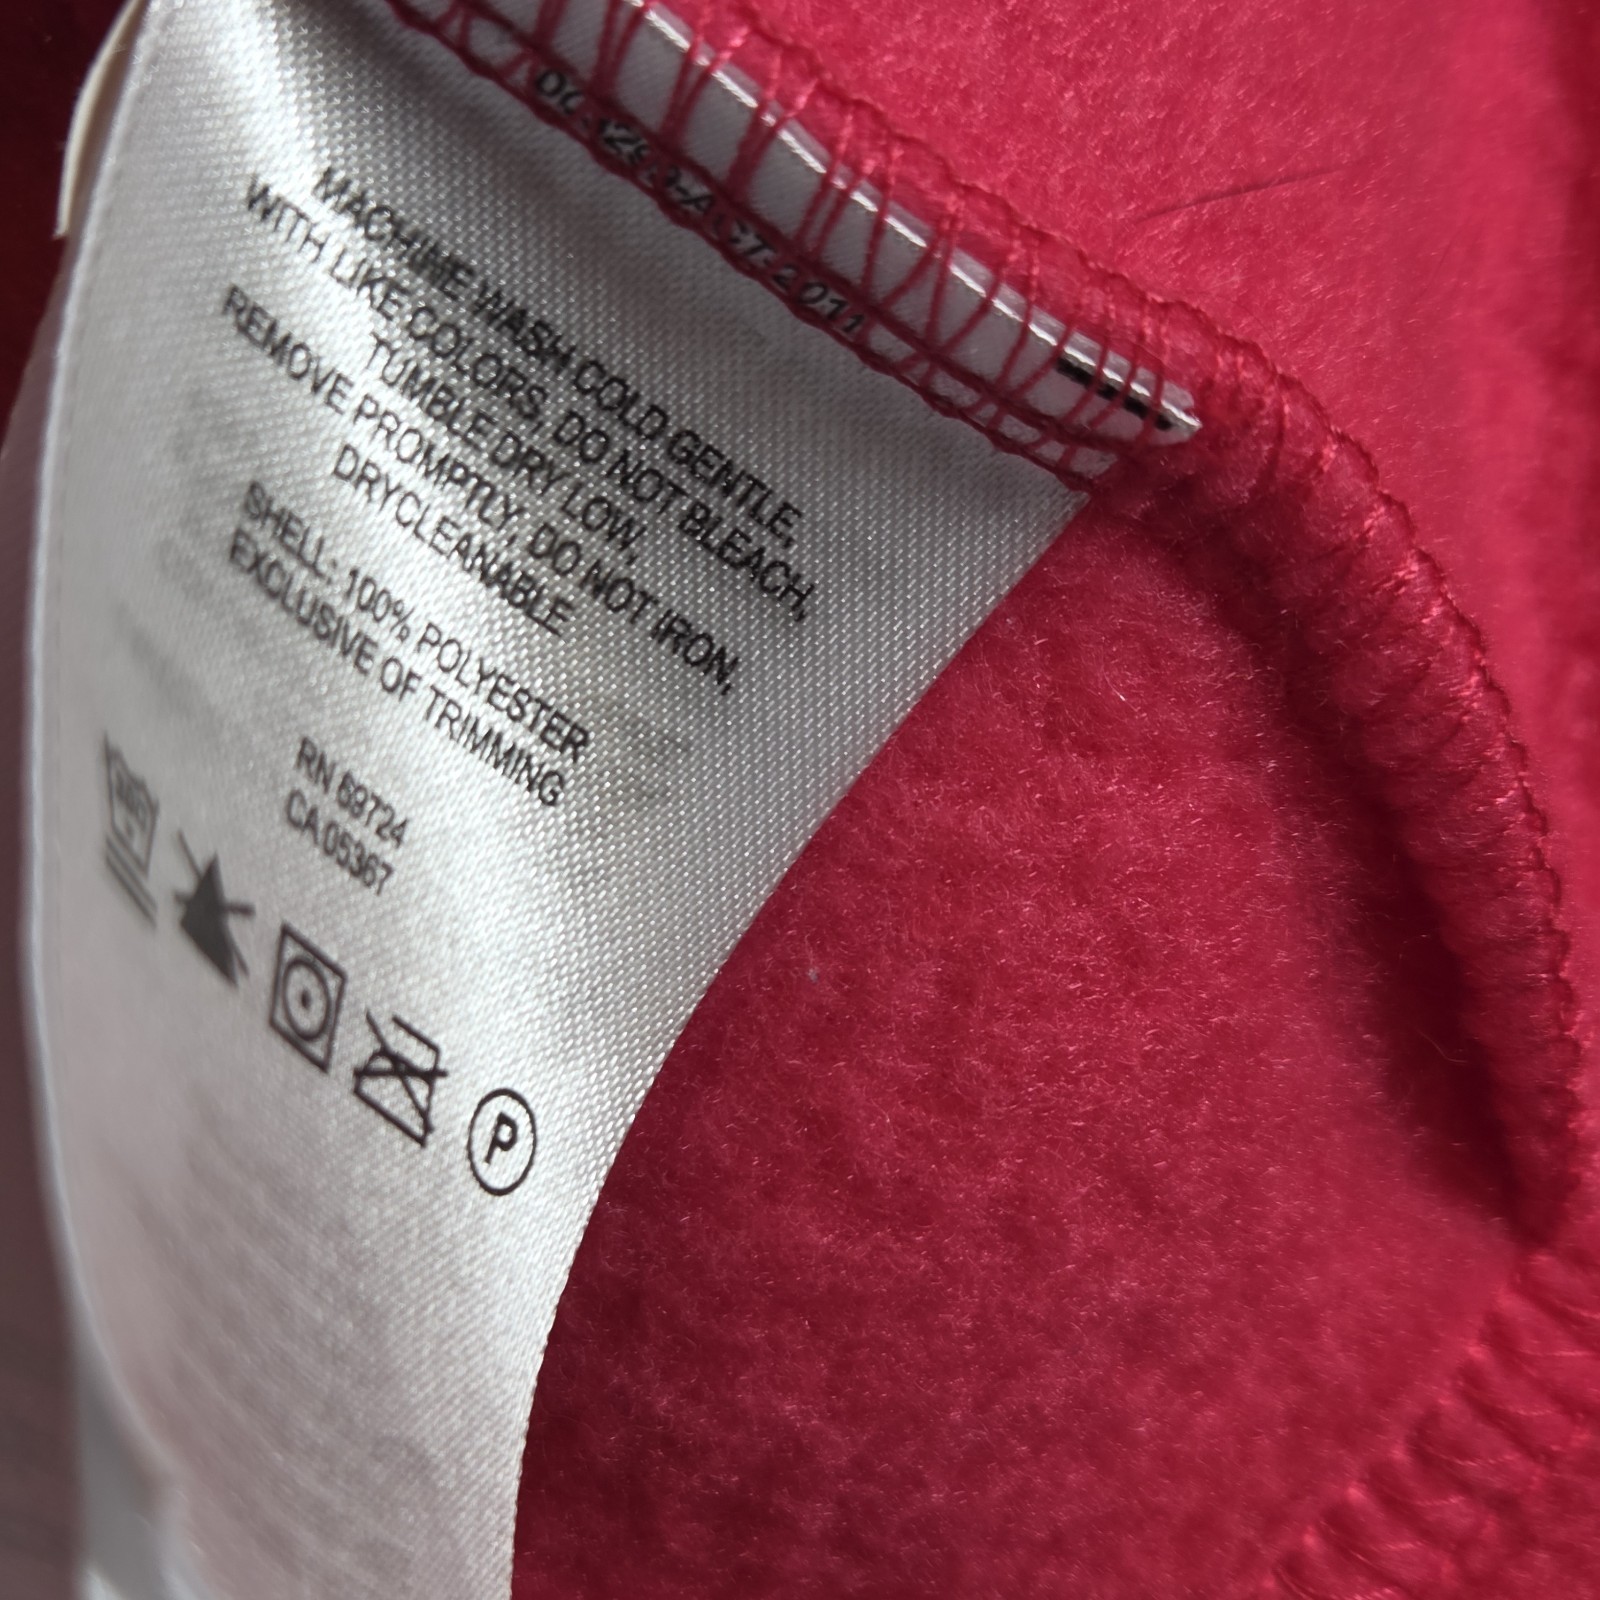 MACHINE WASH COLD GENTLE,
WITH LIKE COLORS, DO NOT BLEACH,
TUMBLE DRY LOW,
REMOVE PROMPTLY, DO NOT IRON,
DRYCLEANABLE
SHELL: 100% POLYESTER
EXCLUSIVE OF TRIMMING
RN 69724
CA 05367
P